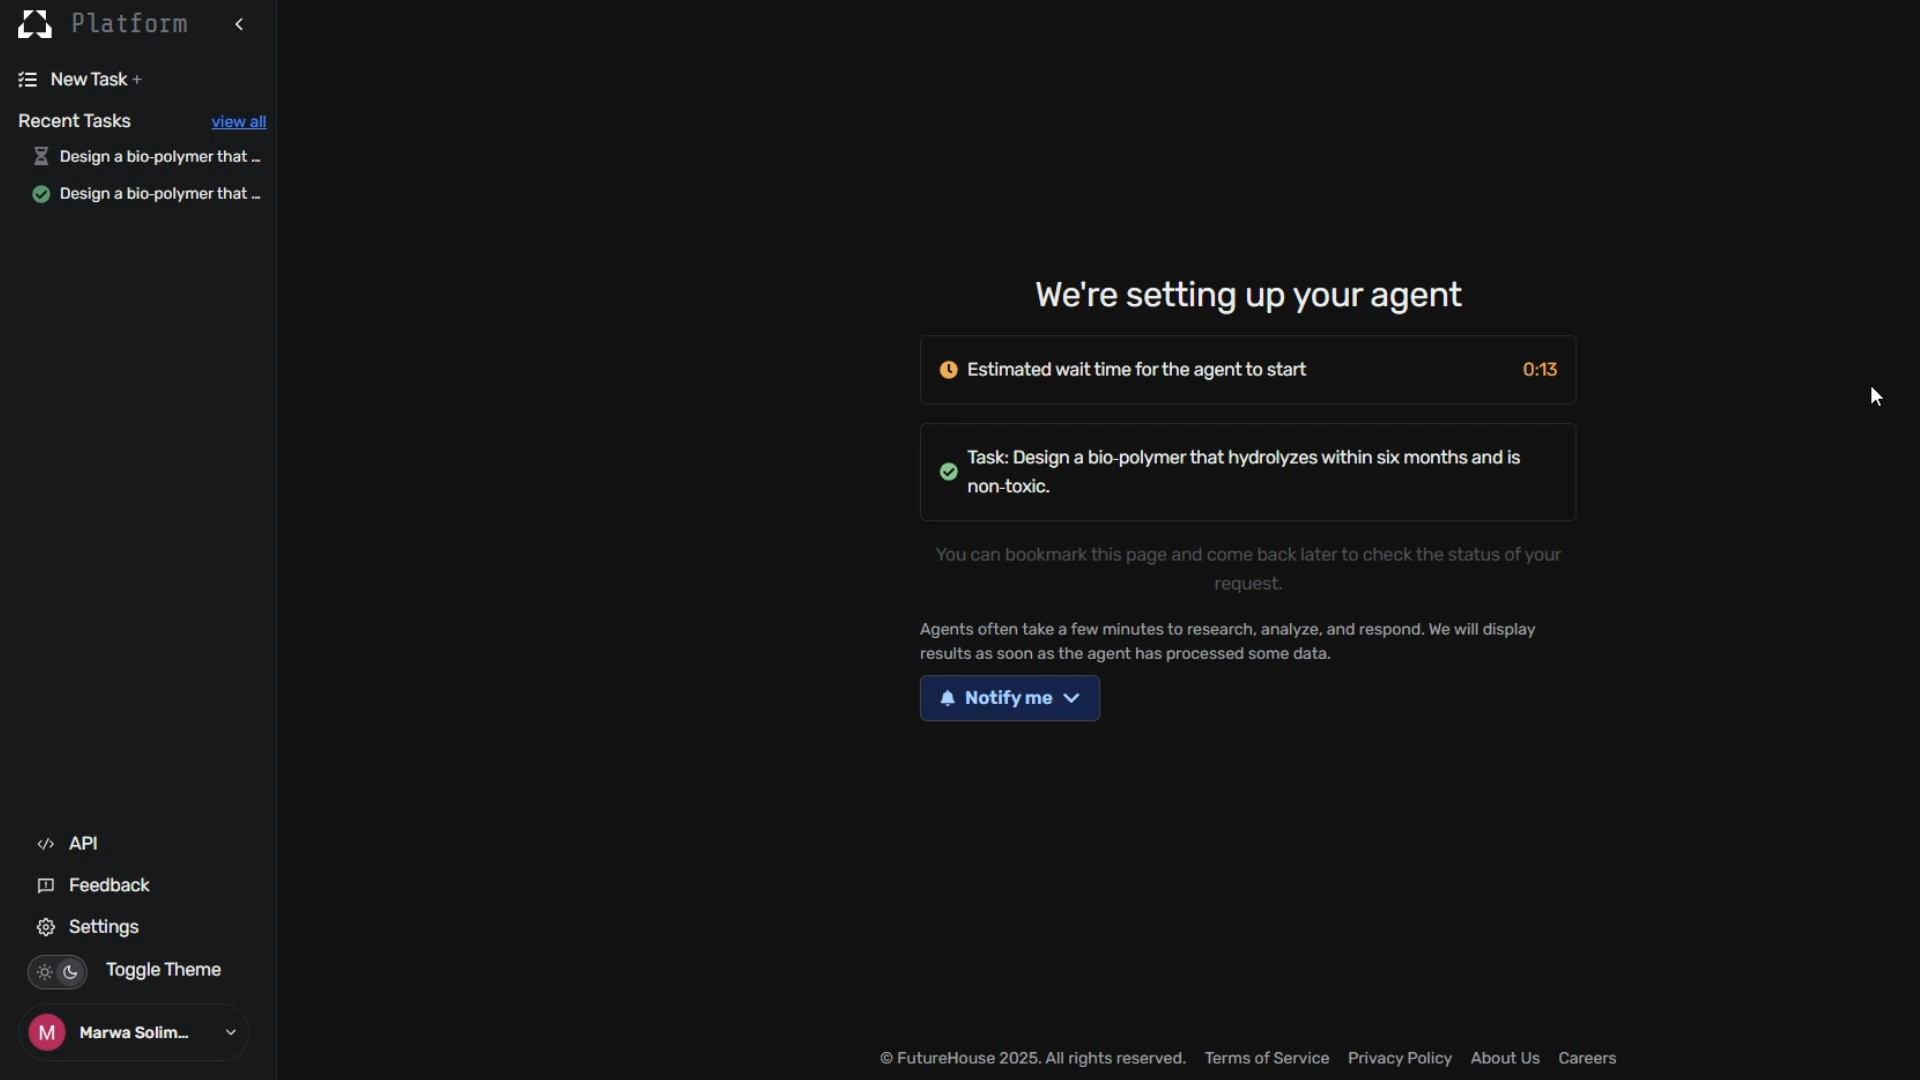 Platform
New Task +
Recent Tasks
view all
Design a bio-polymer that ...
Design a bio-polymer that ...
API
Feedback
Settings
Toggle Theme
M
Marwa Solim...
We're setting up your agent
Estimated wait time for the agent to start
0:13
Task: Design a bio-polymer that hydrolyzes within six months and is
non-toxic.
You can bookmark this page and come back later to check the status of your
request.
Agents often take a few minutes to research, analyze, and respond. We will display
results as soon as the agent has processed some data.
Notify me
© FutureHouse 2025. All rights reserved. Terms of Service Privacy Policy About Us Careers